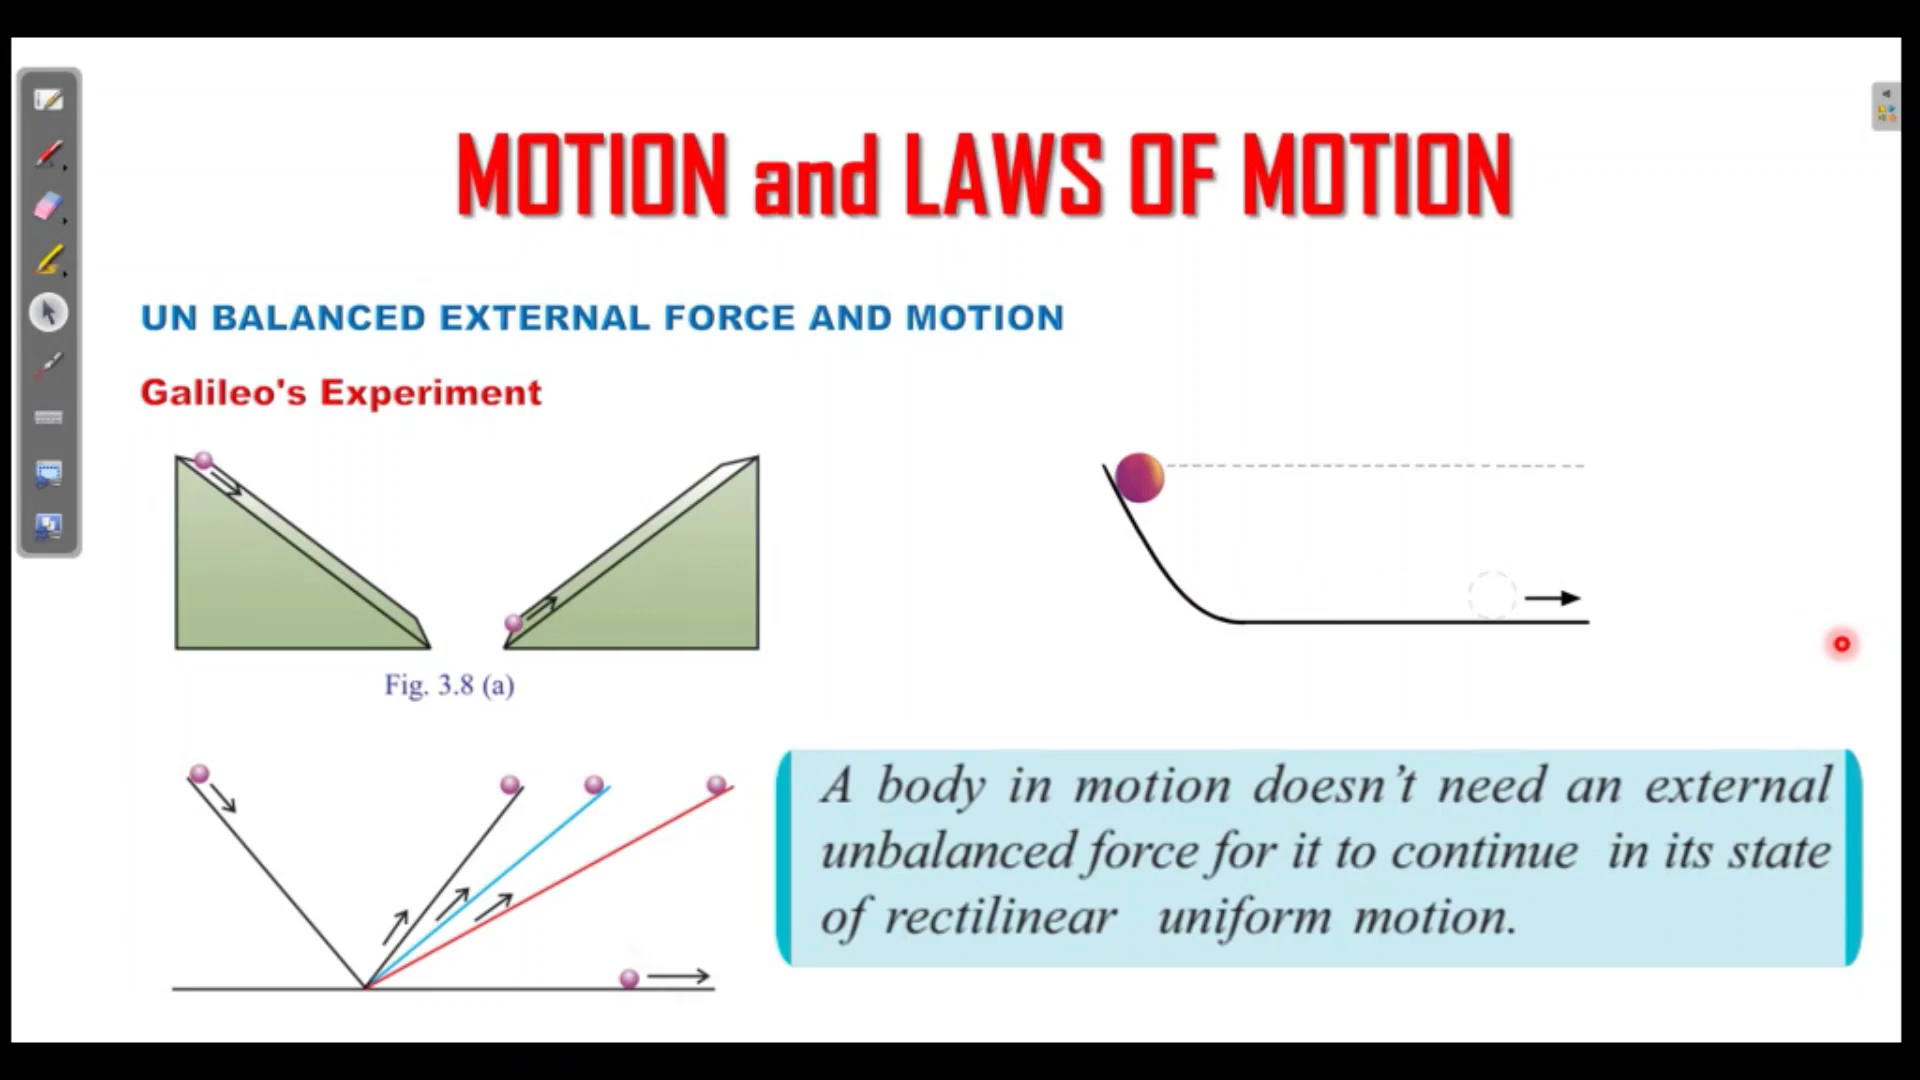 MOTION and LAWS OF MOTION
UN BALANCED EXTERNAL FORCE AND MOTION
Galileo's Experiment
Fig. 3.8 (a)
A body in motion doesn’t need an external
unbalanced force for it to continue in its state
of rectilinear uniform motion.